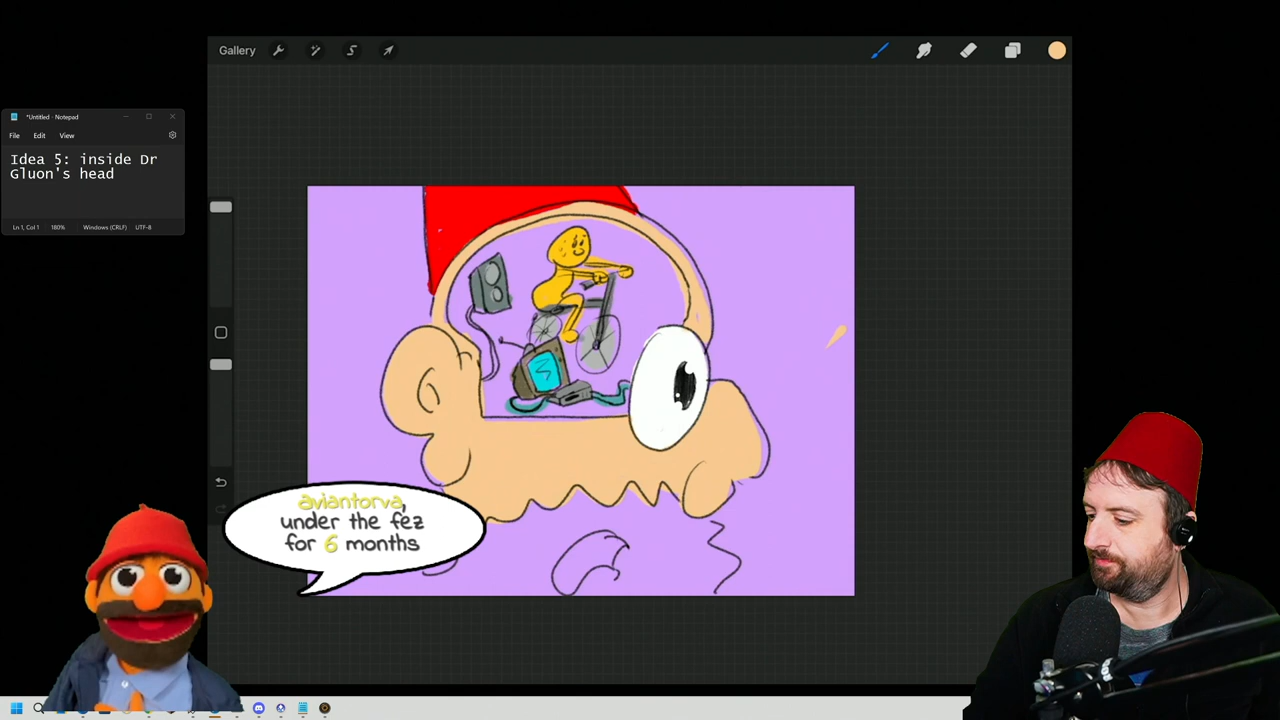 Gallery
*Untitled - Notepad
File Edit View
Idea 5: inside Dr
Gluon's head
Ln 1, Col 1 180% Windows (CRLF) UTF-8
aviantorva,
under the fez
for 6 months